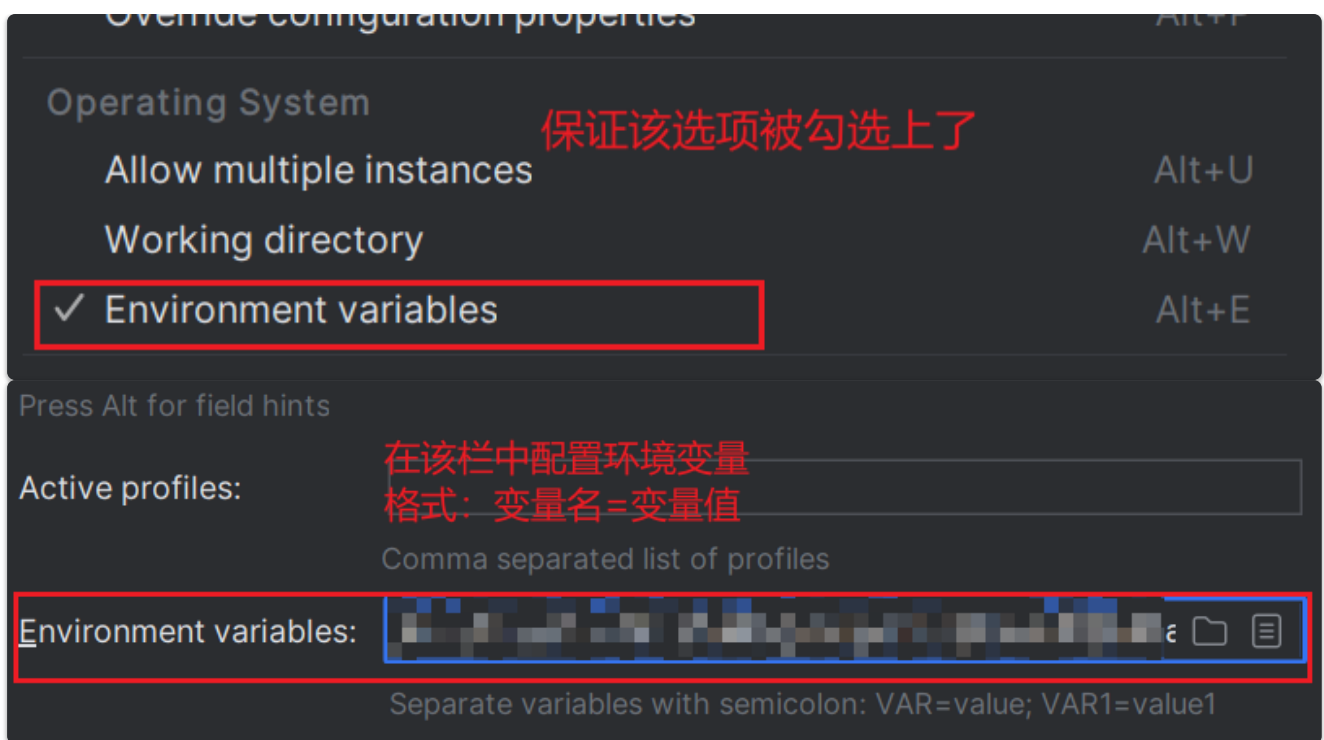 Override configuration properties Alt+F
Operating System
保证该选项被勾选上了
Allow multiple instances Alt+U
Working directory Alt+W
Environment variables Alt+E
Press Alt for field hints
在该栏中配置环境变量
Active profiles:
格式：变量名=变量值
Comma separated list of profiles
Environment variables:
Separate variables with semicolon: VAR=value; VAR1=value1